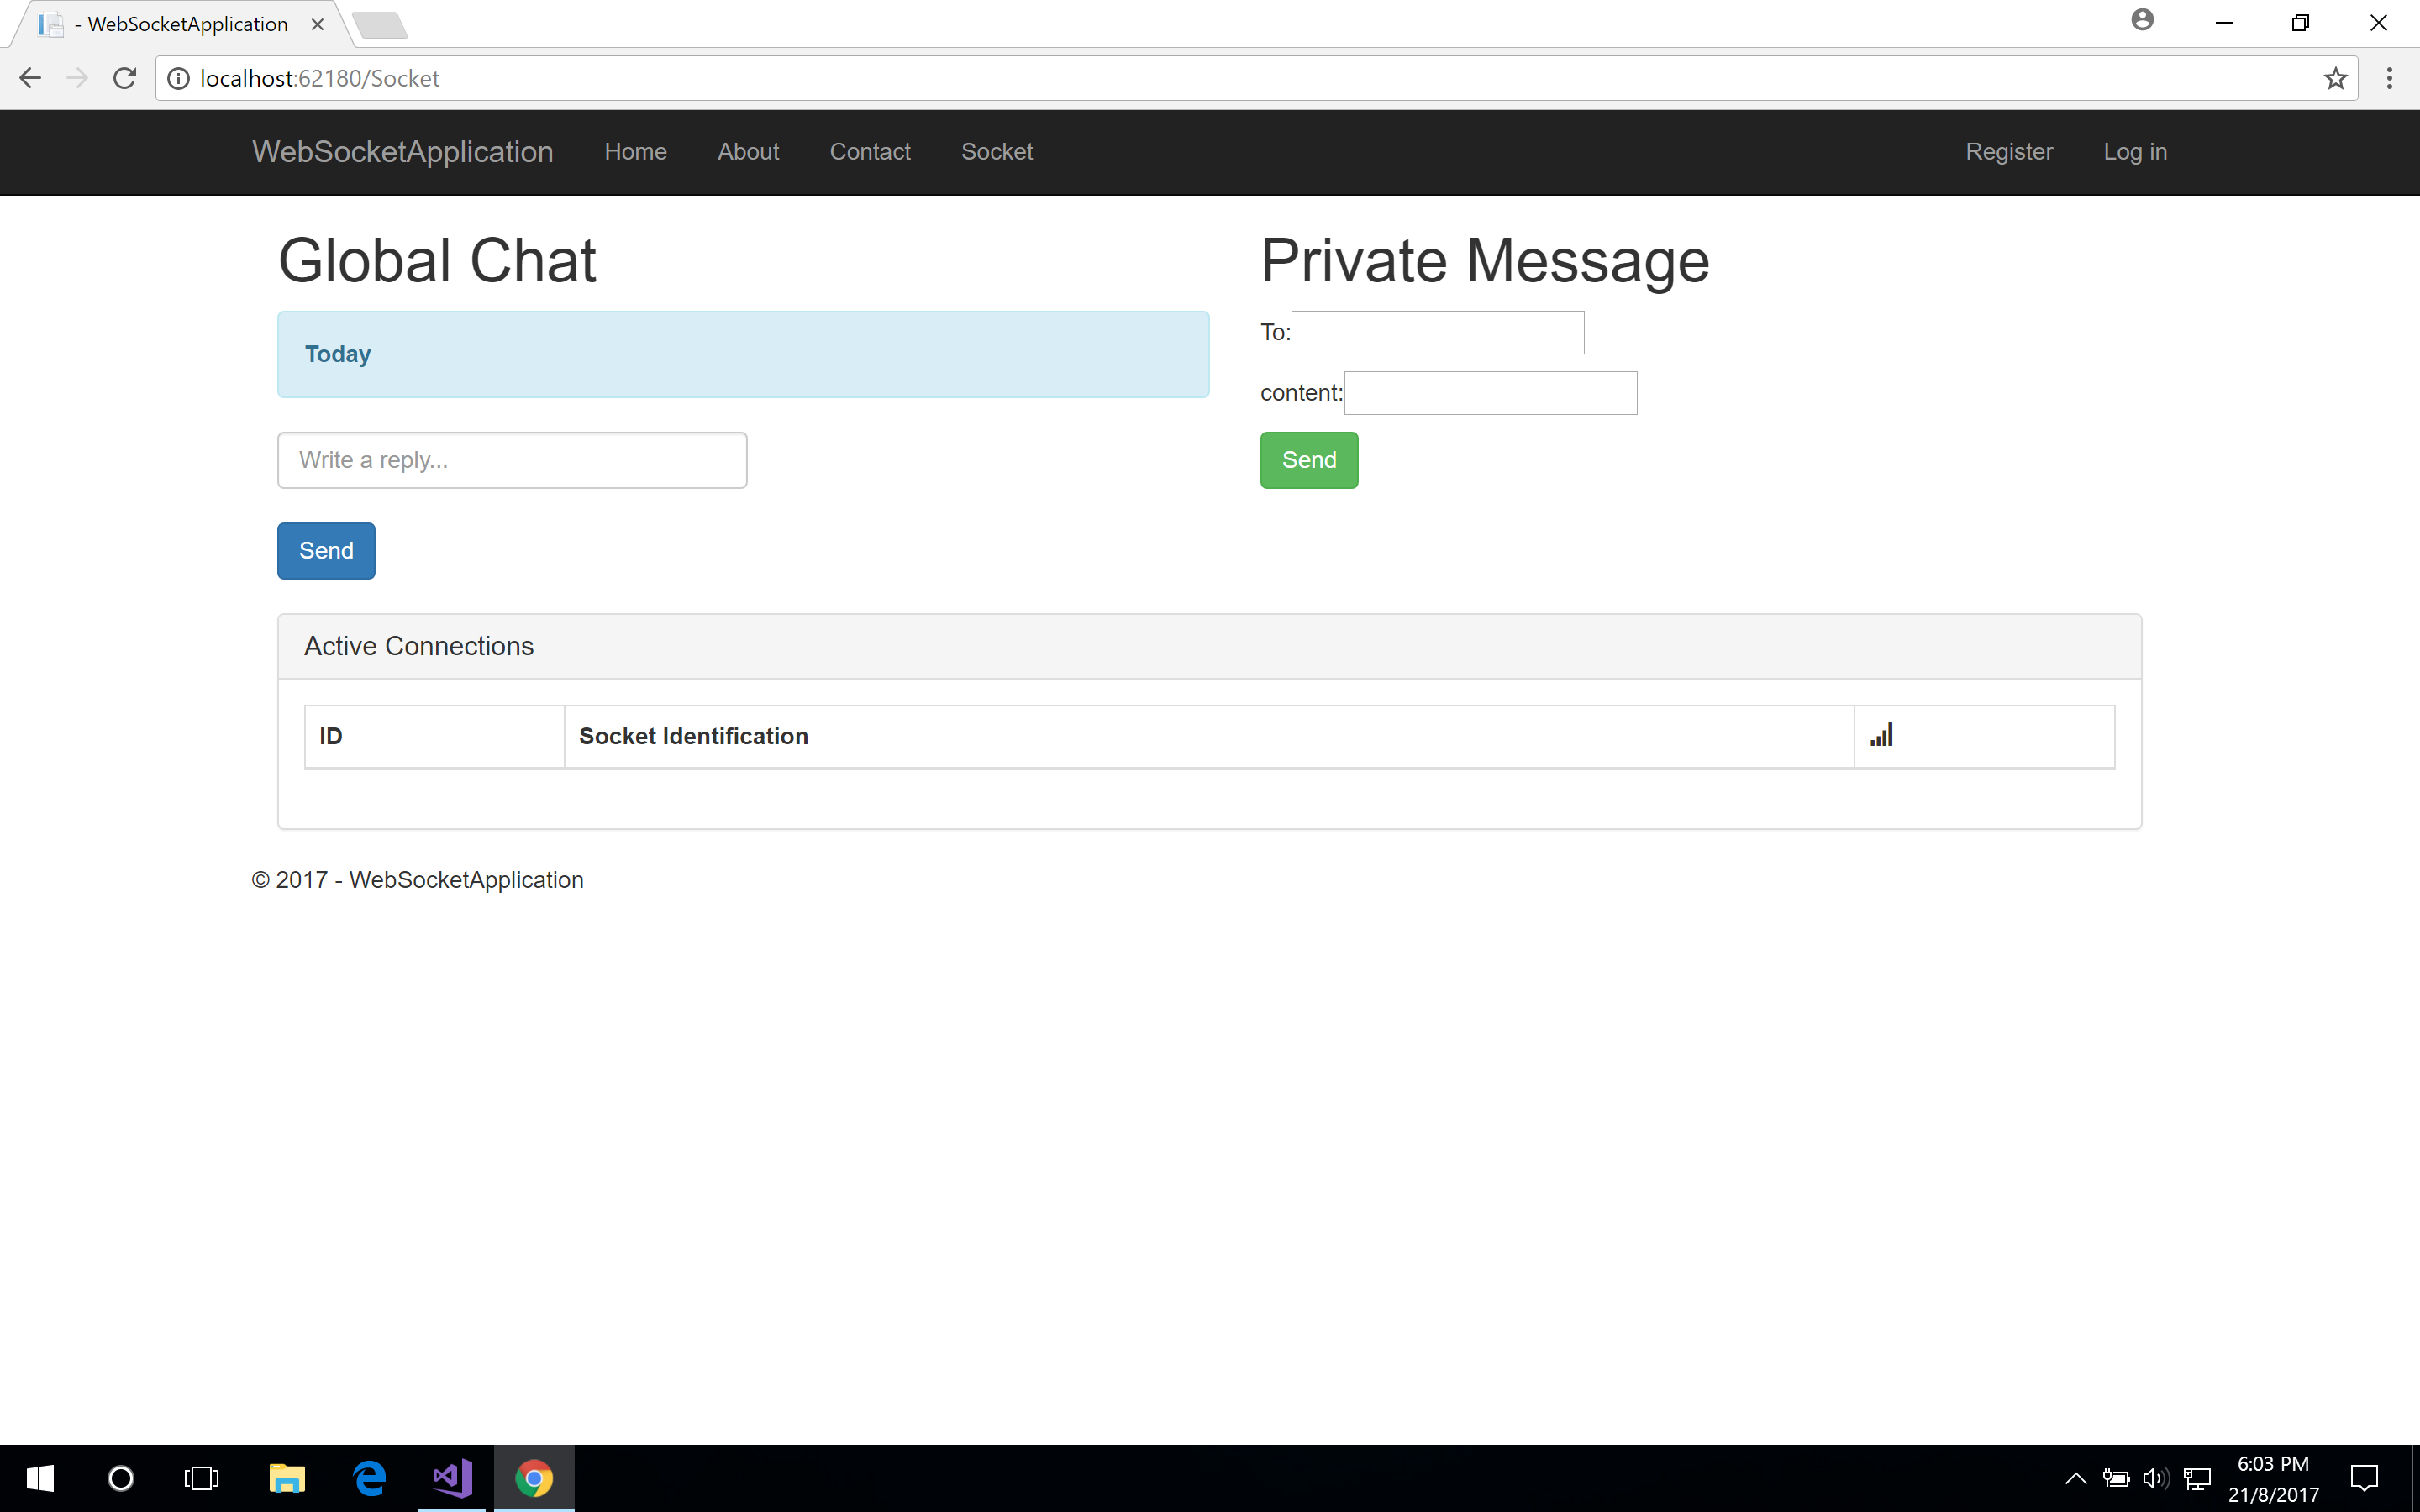 - WebSocketApplication
localhost:62180/Socket
WebSocketApplication Home About Contact Socket Register Log in
Global Chat
Today
Write a reply...
Send
Private Message
To:
content:
Send
Active Connections
ID Socket Identification
© 2017 - WebSocketApplication
6:03 PM
21/8/2017